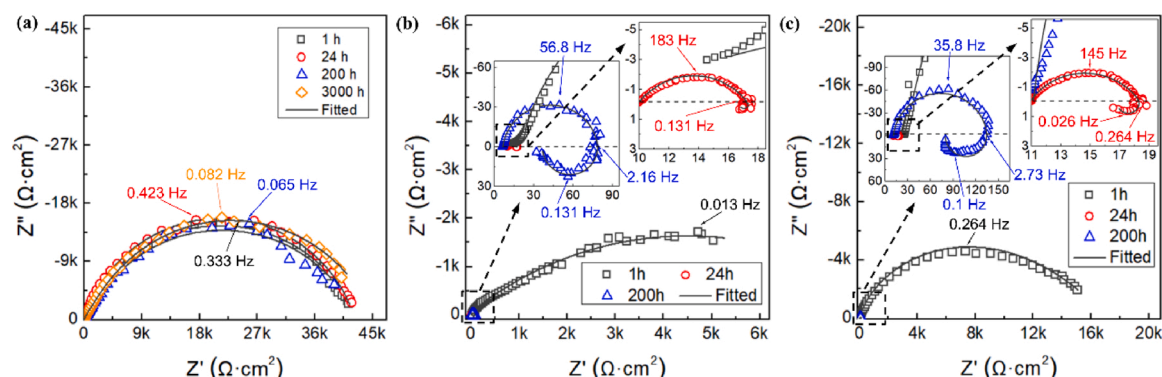 (a)
-45k
-36k
-27k
-18k
-9k
0
Z" (Ω·cm²)
1 h
24 h
200 h
3000 h
Fitted
0.423 Hz
0.082 Hz
0.065 Hz
0.333 Hz
0 9k 18k 27k 36k 45k
Z' (Ω·cm²)
(b)
-6k
-5k
-4k
-3k
-2k
-1k
0
Z" (Ω·cm²)
56.8 Hz
-60
-30
0
30
0 30 60 90
2.16 Hz
0.131 Hz
183 Hz
-5
-3
-1
1
3
10 12 14 16 18
0.131 Hz
0.013 Hz
1h 24h
200h Fitted
0 1k 2k 3k 4k 5k 6k
Z' (Ω·cm²)
(c)
-20k
-16k
-12k
-8k
-4k
0
Z" (Ω·cm²)
35.8 Hz
-90
-60
-30
0
30
60
0 30 60 90 120 150
2.73 Hz
0.1 Hz
145 Hz
-5
-3
-1
1
3
11 13 15 17 19
0.026 Hz
0.264 Hz
0.264 Hz
1h
24h
200h
Fitted
0 4k 8k 12k 16k 20k
Z' (Ω·cm²)